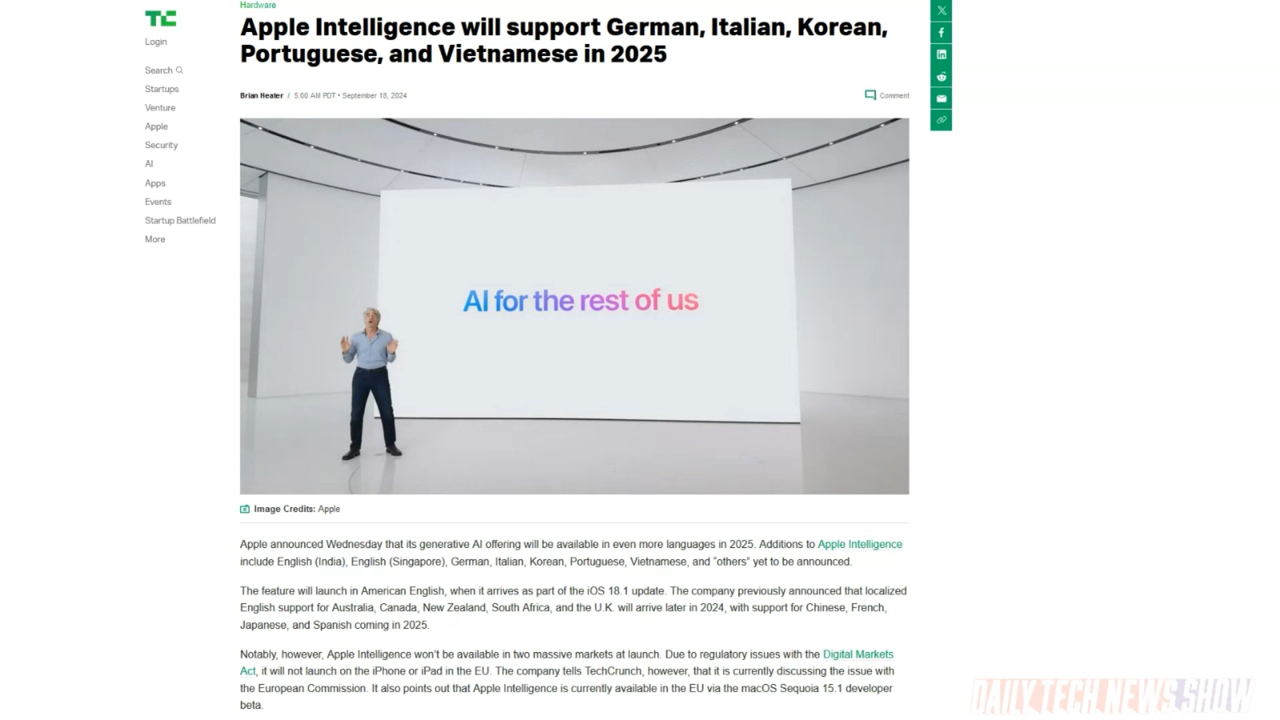 TC
Login
Search
Startups
Venture
Apple
Security
AI
Apps
Events
Startup Battlefield
More
Hardware
Apple Intelligence will support German, Italian, Korean,
Portuguese, and Vietnamese in 2025
Brian Heater / 5:00 AM PDT • September 18, 2024
Comment
AI for the rest of us
Image Credits: Apple
Apple announced Wednesday that its generative AI offering will be available in even more languages in 2025. Additions to Apple Intelligence
include English (India), English (Singapore), German, Italian, Korean, Portuguese, Vietnamese, and “others” yet to be announced.
The feature will launch in American English, when it arrives as part of the iOS 18.1 update. The company previously announced that localized
English support for Australia, Canada, New Zealand, South Africa, and the U.K. will arrive later in 2024, with support for Chinese, French,
Japanese, and Spanish coming in 2025.
Notably, however, Apple Intelligence won’t be available in two massive markets at launch. Due to regulatory issues with the Digital Markets
Act, it will not launch on the iPhone or iPad in the EU. The company tells TechCrunch, however, that it is currently discussing the issue with
the European Commission. It also points out that Apple Intelligence is currently available in the EU via the macOS Sequoia 15.1 developer
beta.
DAILY TECH NEWS SHOW